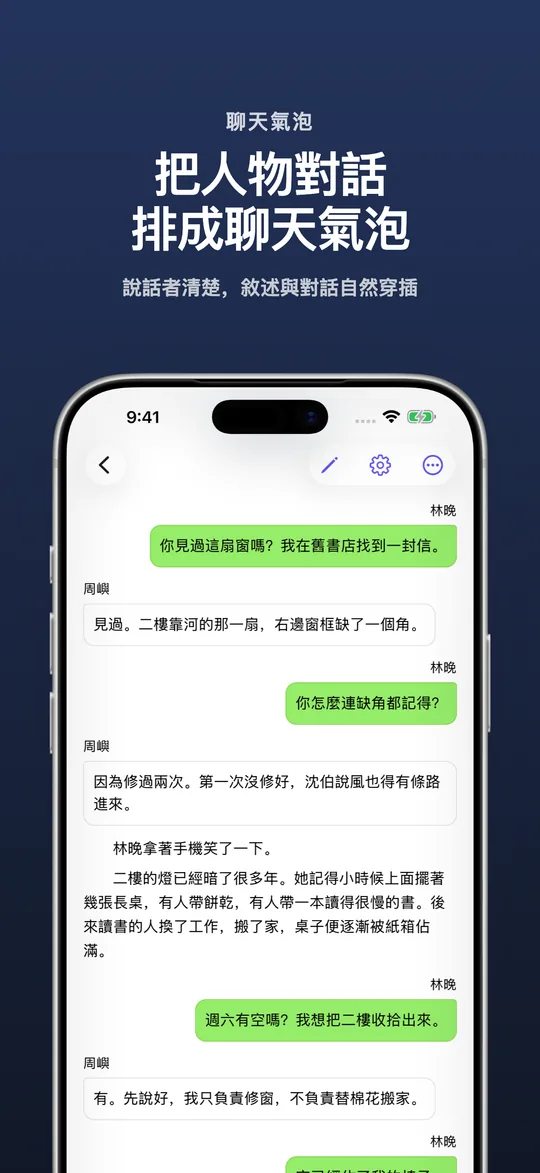 聊天氣泡
把人物對話
排成聊天氣泡
說話者清楚，敘述與對話自然穿插
9:41
林晚
你見過這扇窗嗎？我在舊書店找到一封信。
周嶼
見過。二樓靠河的那一扇，右邊窗框缺了一個角。
林晚
你怎麼連缺角都記得？
周嶼
因為修過兩次。第一次沒修好，沈伯說風也得有條路
進來。
林晚拿著手機笑了一下。
二樓的燈已經暗了很多年。她記得小時候上面擺著
幾張長桌，有人帶餅乾，有人帶一本讀得很慢的書。後
來讀書的人換了工作，搬了家，桌子便逐漸被紙箱佔
滿。
林晚
週六有空嗎？我想把二樓收拾出來。
周嶼
有。先說好，我只負責修窗，不負責替棉花搬家。
林晚